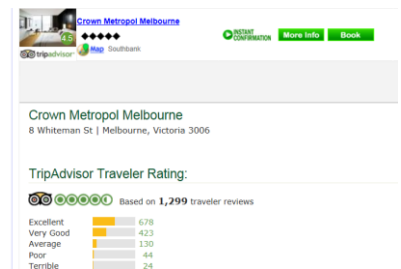 Crown Metropol Melbourne
4.5
INSTANT
CONFIRMATION
More Info
Book
tripadvisor
Map Southbank
Crown Metropol Melbourne
8 Whiteman St | Melbourne, Victoria 3006
TripAdvisor Traveler Rating:
Based on 1,299 traveler reviews
Excellent 678
Very Good 423
Average 130
Poor 44
Terrible 24